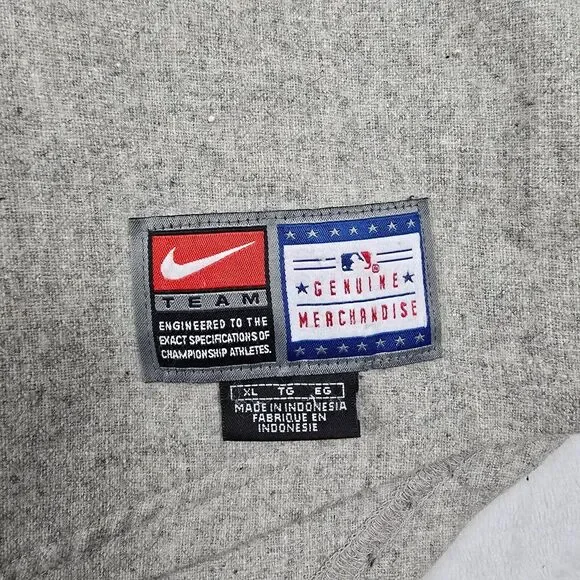 TEAM
ENGINEERED TO THE
EXACT SPECIFICATIONS OF
CHAMPIONSHIP ATHLETES.
GENUINE
MERCHANDISE
XL TG EG
MADE IN INDONESIA
FABRIQUE EN
INDONESIE